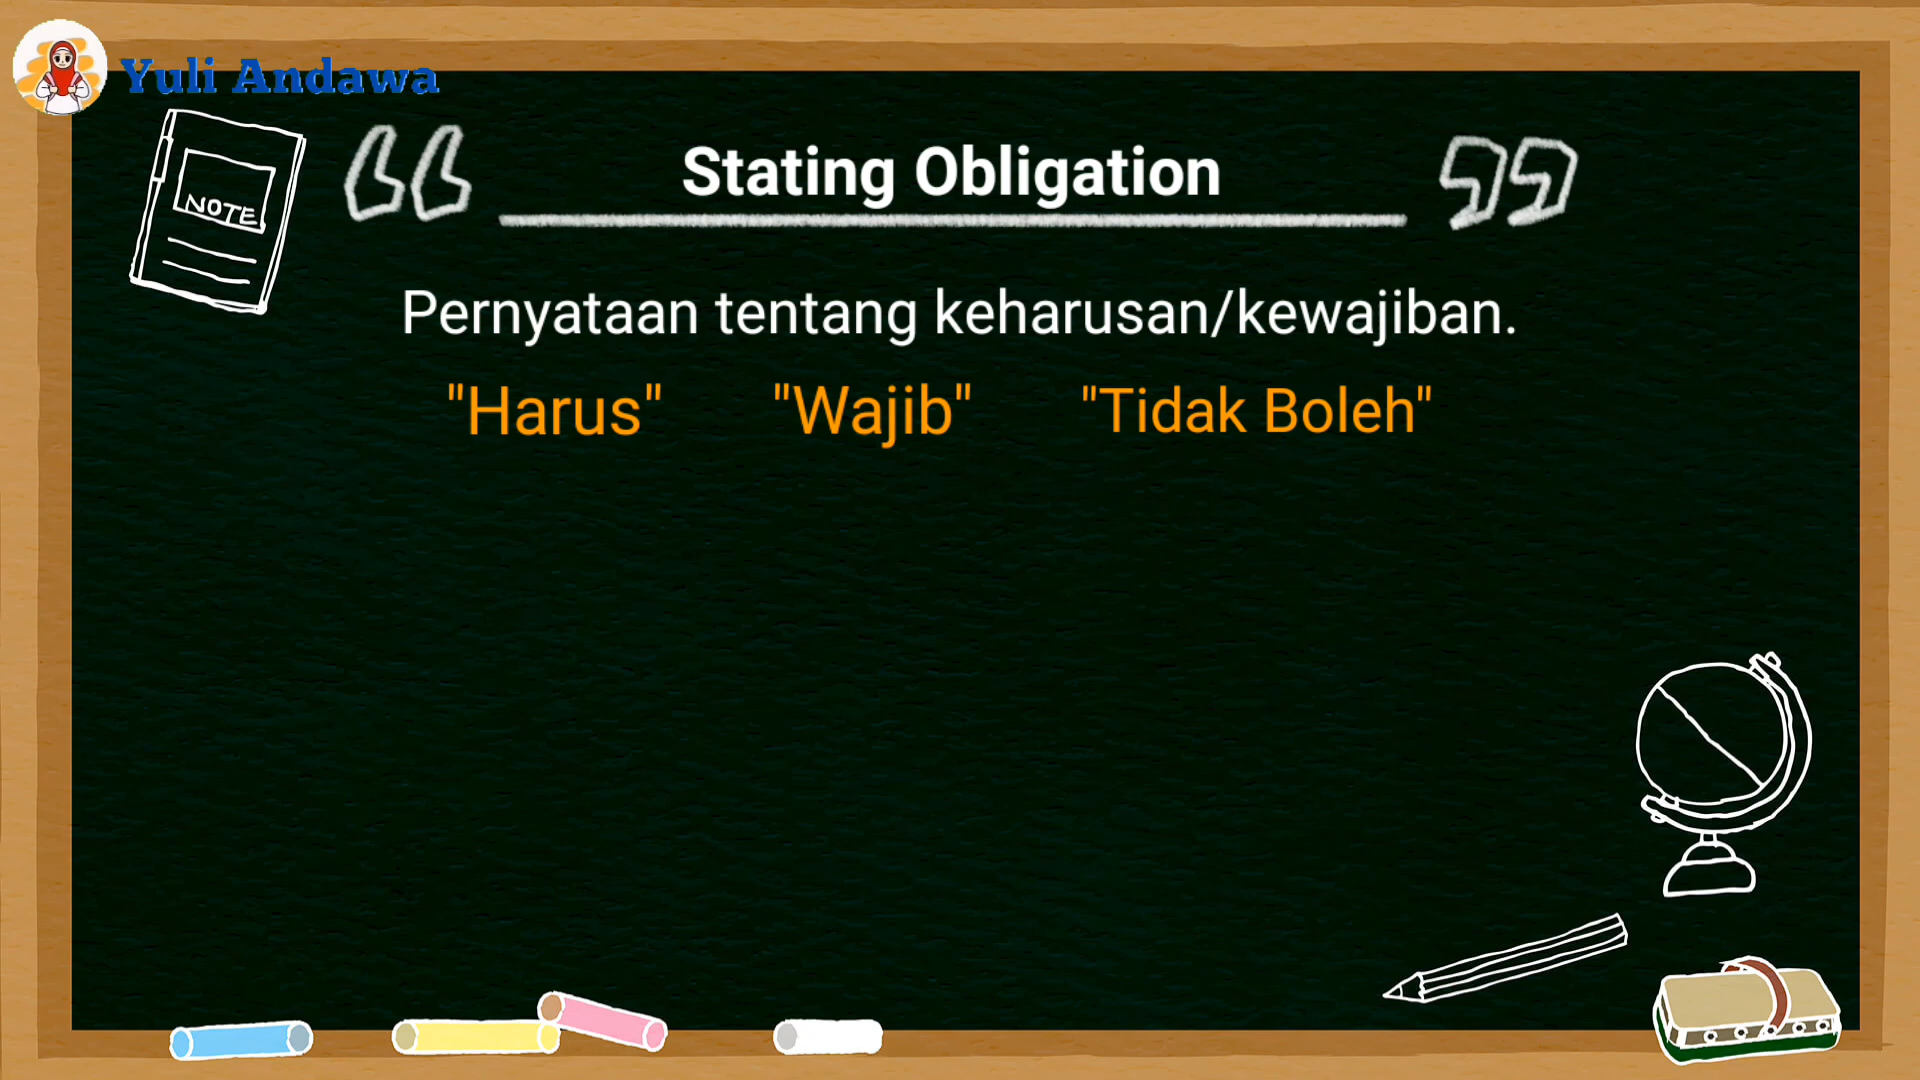 Yuli Andawa
NOTE
Stating Obligation
Pernyataan tentang keharusan/kewajiban.
"Harus" "Wajib" "Tidak Boleh"